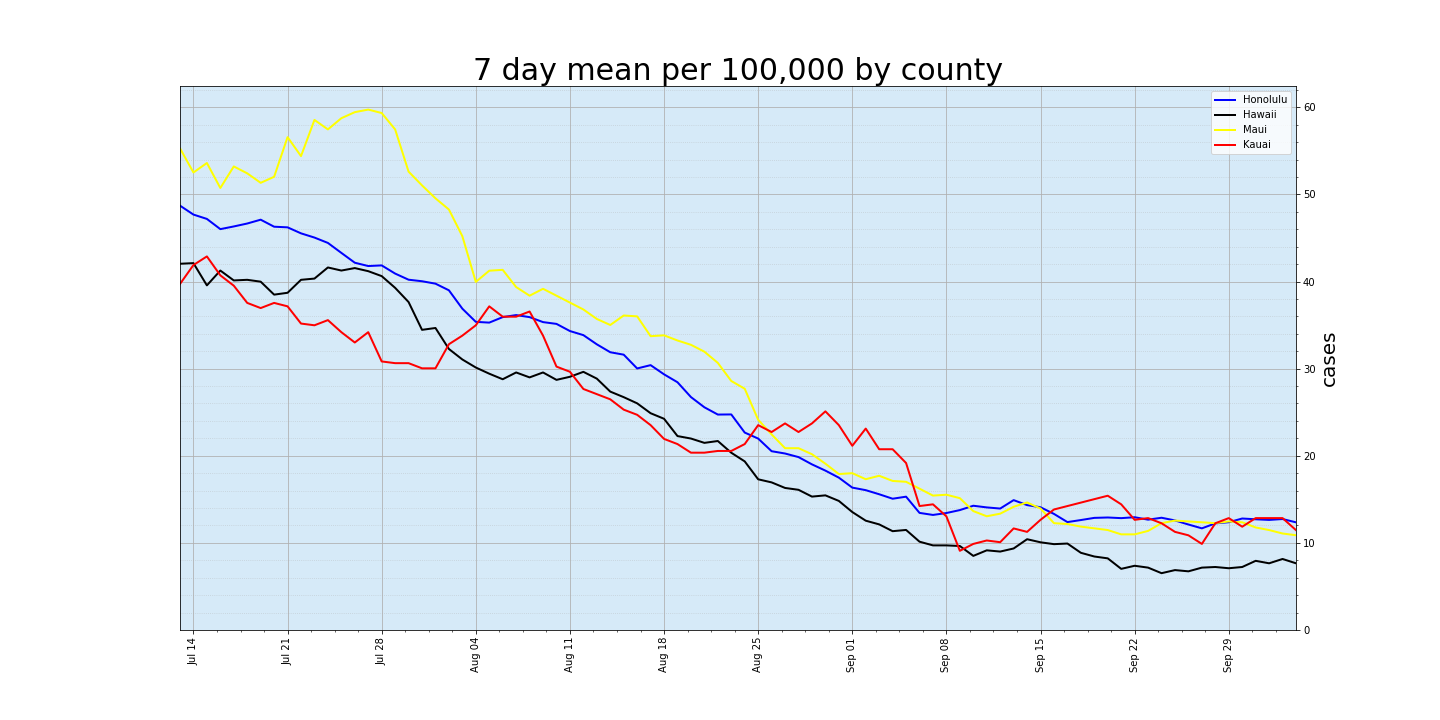 7 day mean per 100,000 by county
Honolulu
Hawaii
Maui
Kauai
60
50
40
30
20
10
0
cases
Jul 14
Jul 21
Jul 28
Aug 04
Aug 11
Aug 18
Aug 25
Sep 01
Sep 08
Sep 15
Sep 22
Sep 29